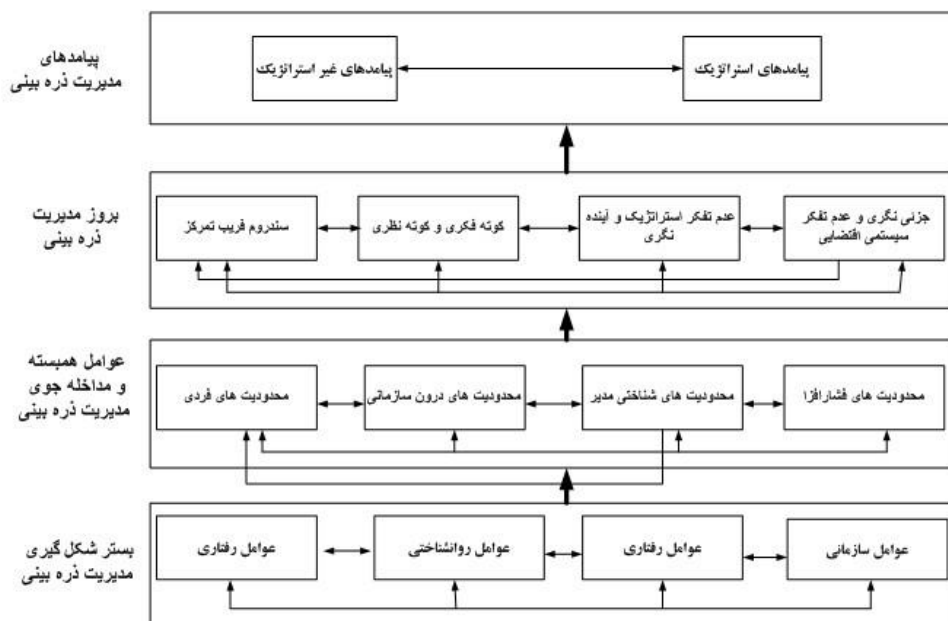 پیامدهای
مدیریت ذره بینی
پیامدهای استراتژیک
پیامدهای غیر استراتژیک
بروز مدیریت
ذره بینی
جزئی نگری و عدم تفکر
سیستمی اقتضایی
عدم تفکر استراتژیک و آینده
نگری
کوته فکری و کوته نظری
سندروم فریب تمرکز
عوامل همبسته
و مداخله جوی
مدیریت ذره بینی
محدودیت های فشارافزا
محدودیت های شناختی مدیر
محدودیت های درون سازمانی
محدودیت های فردی
بستر شکل گیری
مدیریت ذره بینی
عوامل سازمانی
عوامل رفتاری
عوامل روانشناختی
عوامل رفتاری